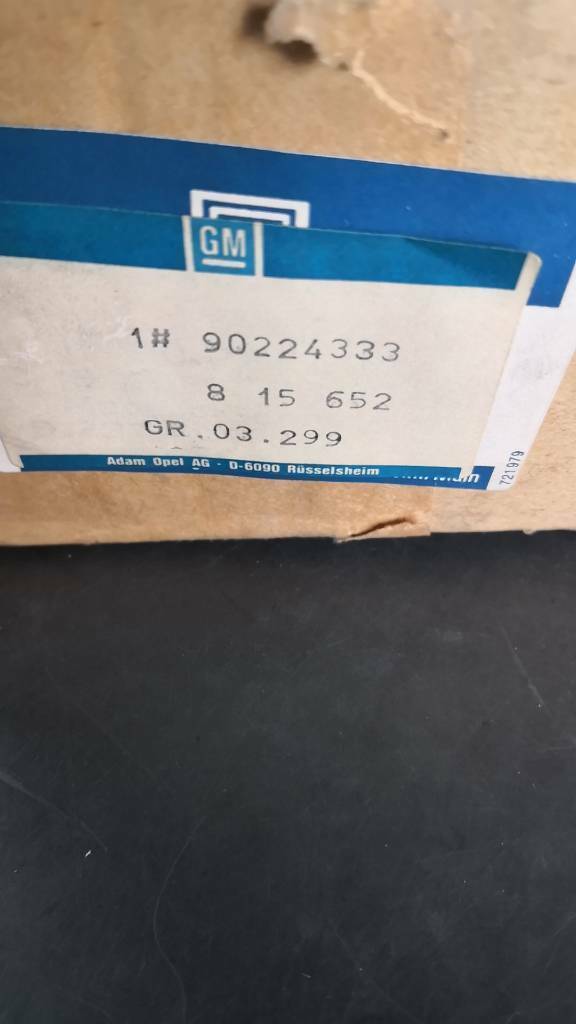 GM
1# 90224333
8 15 652
GR.03.299
Adam Opel AG · D-6090 Rüsselsheim
721979